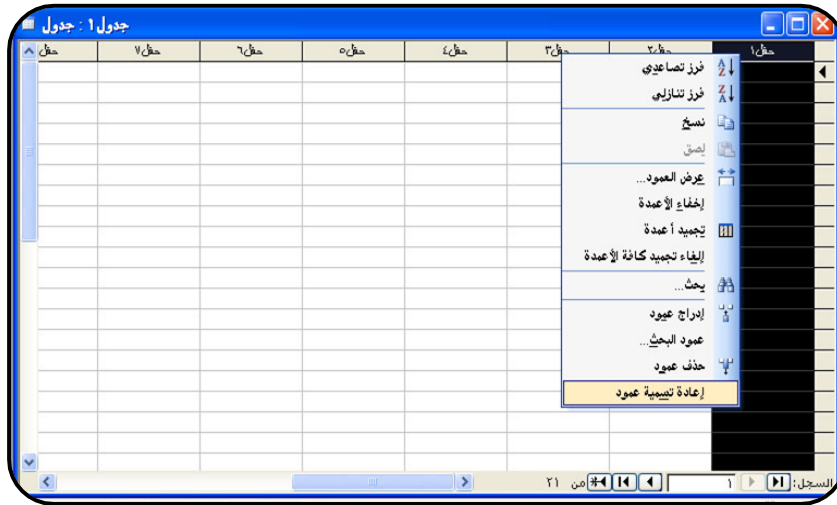 جدول١ : جدول
حقل١ حقل٢ حقل٣ حقل٤ حقل٥ حقل٦ حقل٧ حقل
فرز تصاعدي
فرز تنازلي
نسخ
لصق
عرض العمود...
إخفاء الأعمدة
تجميد أعمدة
إلغاء تجميد كافة الأعمدة
بحث...
إدراج عمود
عمود البحث...
حذف عمود
إعادة تسمية عمود
السجل: ١ من ٢١